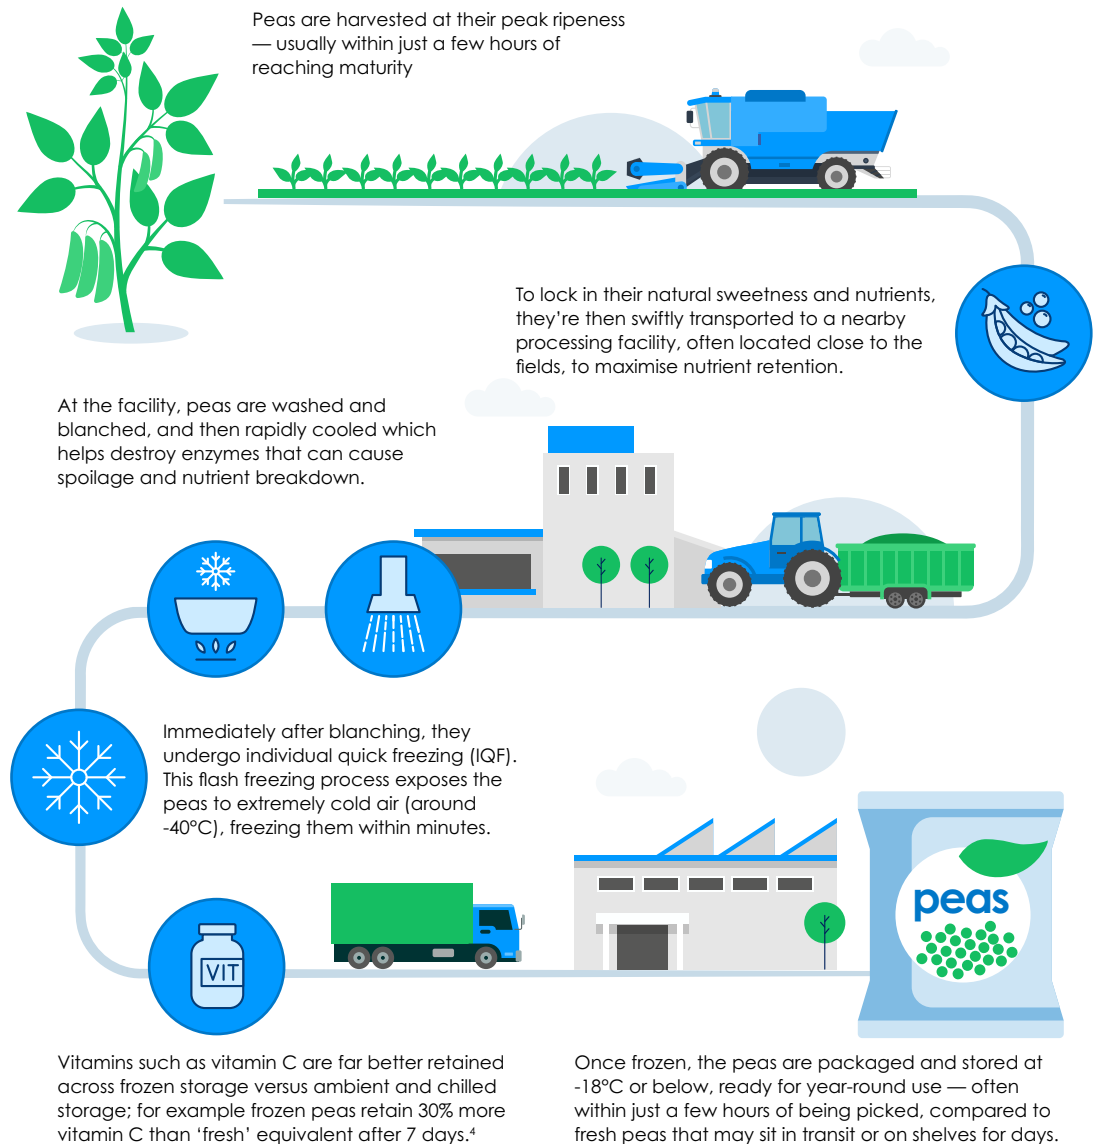 Peas are harvested at their peak ripeness
— usually within just a few hours of
reaching maturity
To lock in their natural sweetness and nutrients,
they’re then swiftly transported to a nearby
processing facility, often located close to the
fields, to maximise nutrient retention.
At the facility, peas are washed and
blanched, and then rapidly cooled which
helps destroy enzymes that can cause
spoilage and nutrient breakdown.
Immediately after blanching, they
undergo individual quick freezing (IQF).
This flash freezing process exposes the
peas to extremely cold air (around
-40°C), freezing them within minutes.
VIT
peas
Vitamins such as vitamin C are far better retained
across frozen storage versus ambient and chilled
storage; for example frozen peas retain 30% more
vitamin C than ‘fresh’ equivalent after 7 days.⁴
Once frozen, the peas are packaged and stored at
-18°C or below, ready for year-round use — often
within just a few hours of being picked, compared to
fresh peas that may sit in transit or on shelves for days.